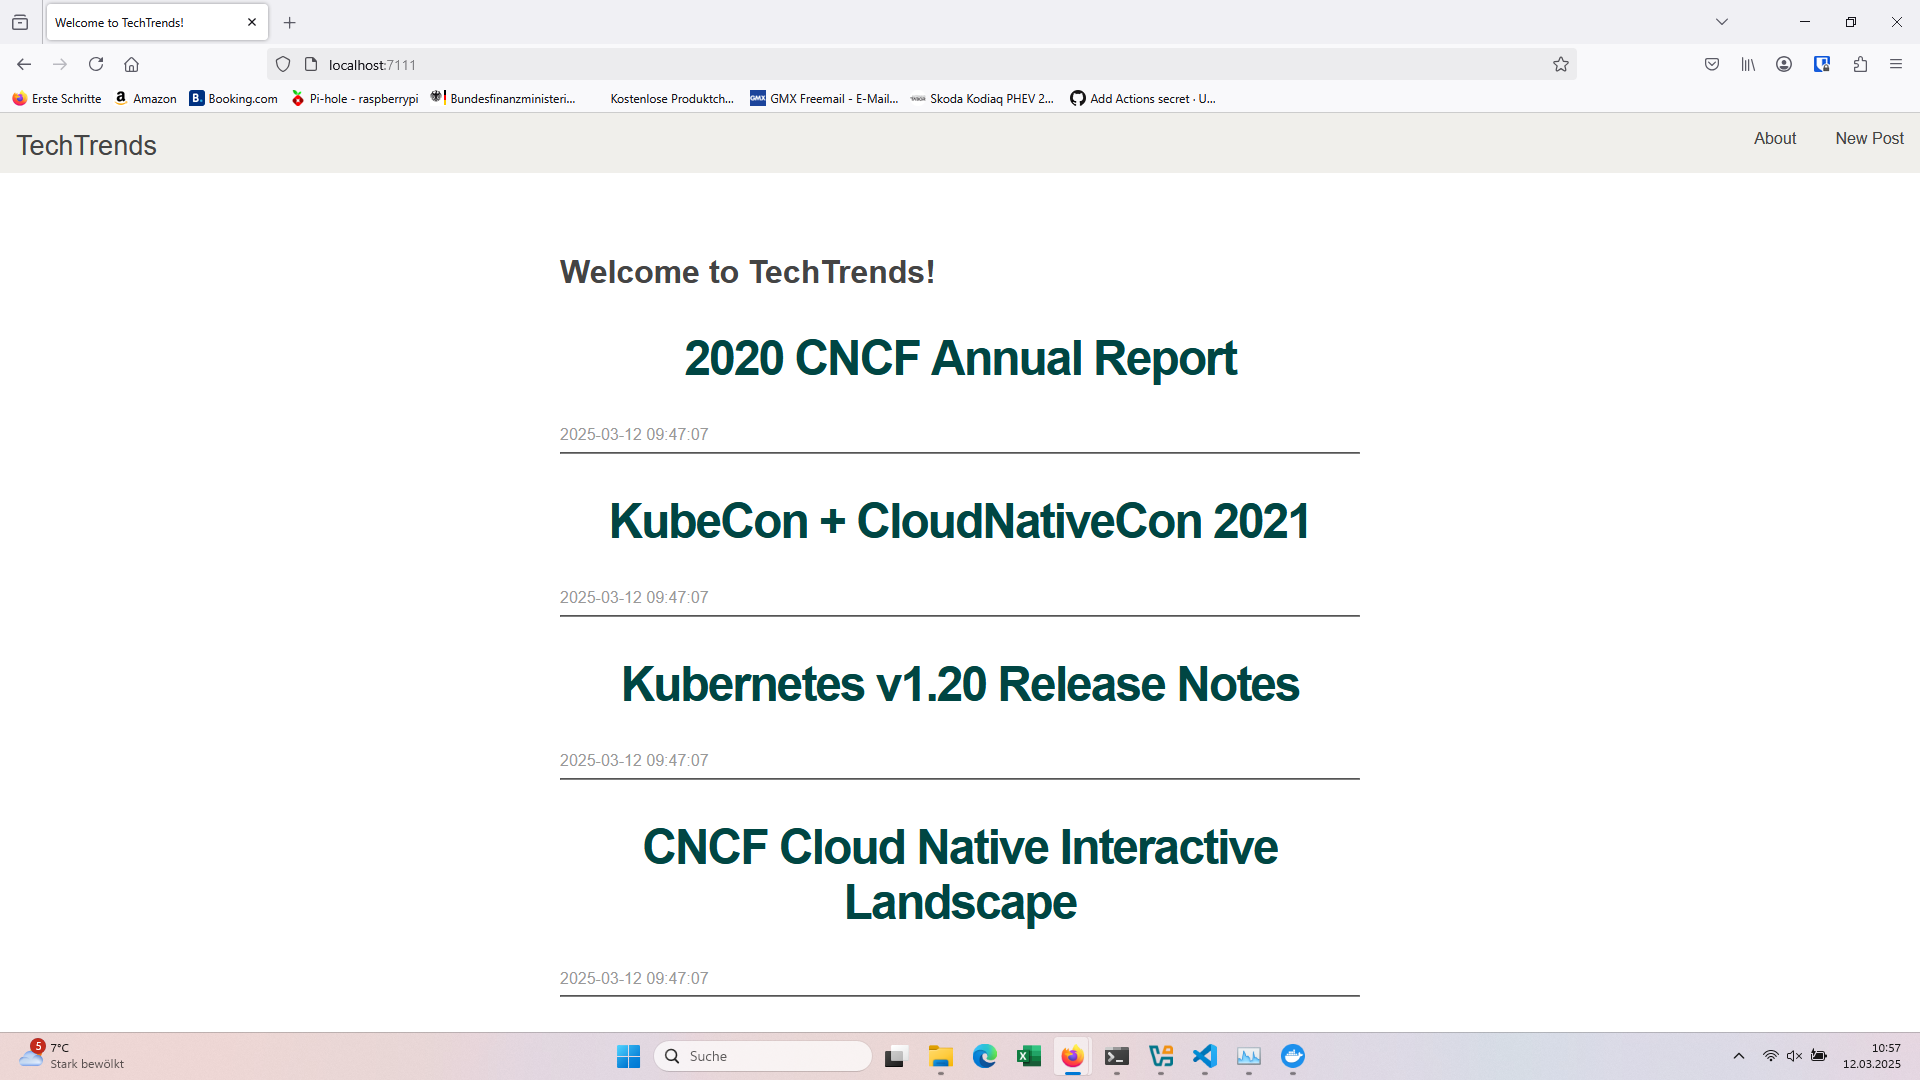 Welcome to TechTrends!
localhost:7111
Erste Schritte Amazon Booking.com Pi-hole - raspberrypi Bundesfinanzministeri... Kostenlose Produktch... GMX Freemail - E-Mail... Skoda Kodiaq PHEV 2... Add Actions secret · U...
TechTrends About New Post
Welcome to TechTrends!
2020 CNCF Annual Report
2025-03-12 09:47:07
KubeCon + CloudNativeCon 2021
2025-03-12 09:47:07
Kubernetes v1.20 Release Notes
2025-03-12 09:47:07
CNCF Cloud Native Interactive
Landscape
2025-03-12 09:47:07
5
7°C
Stark bewölkt
Suche
10:57
12.03.2025